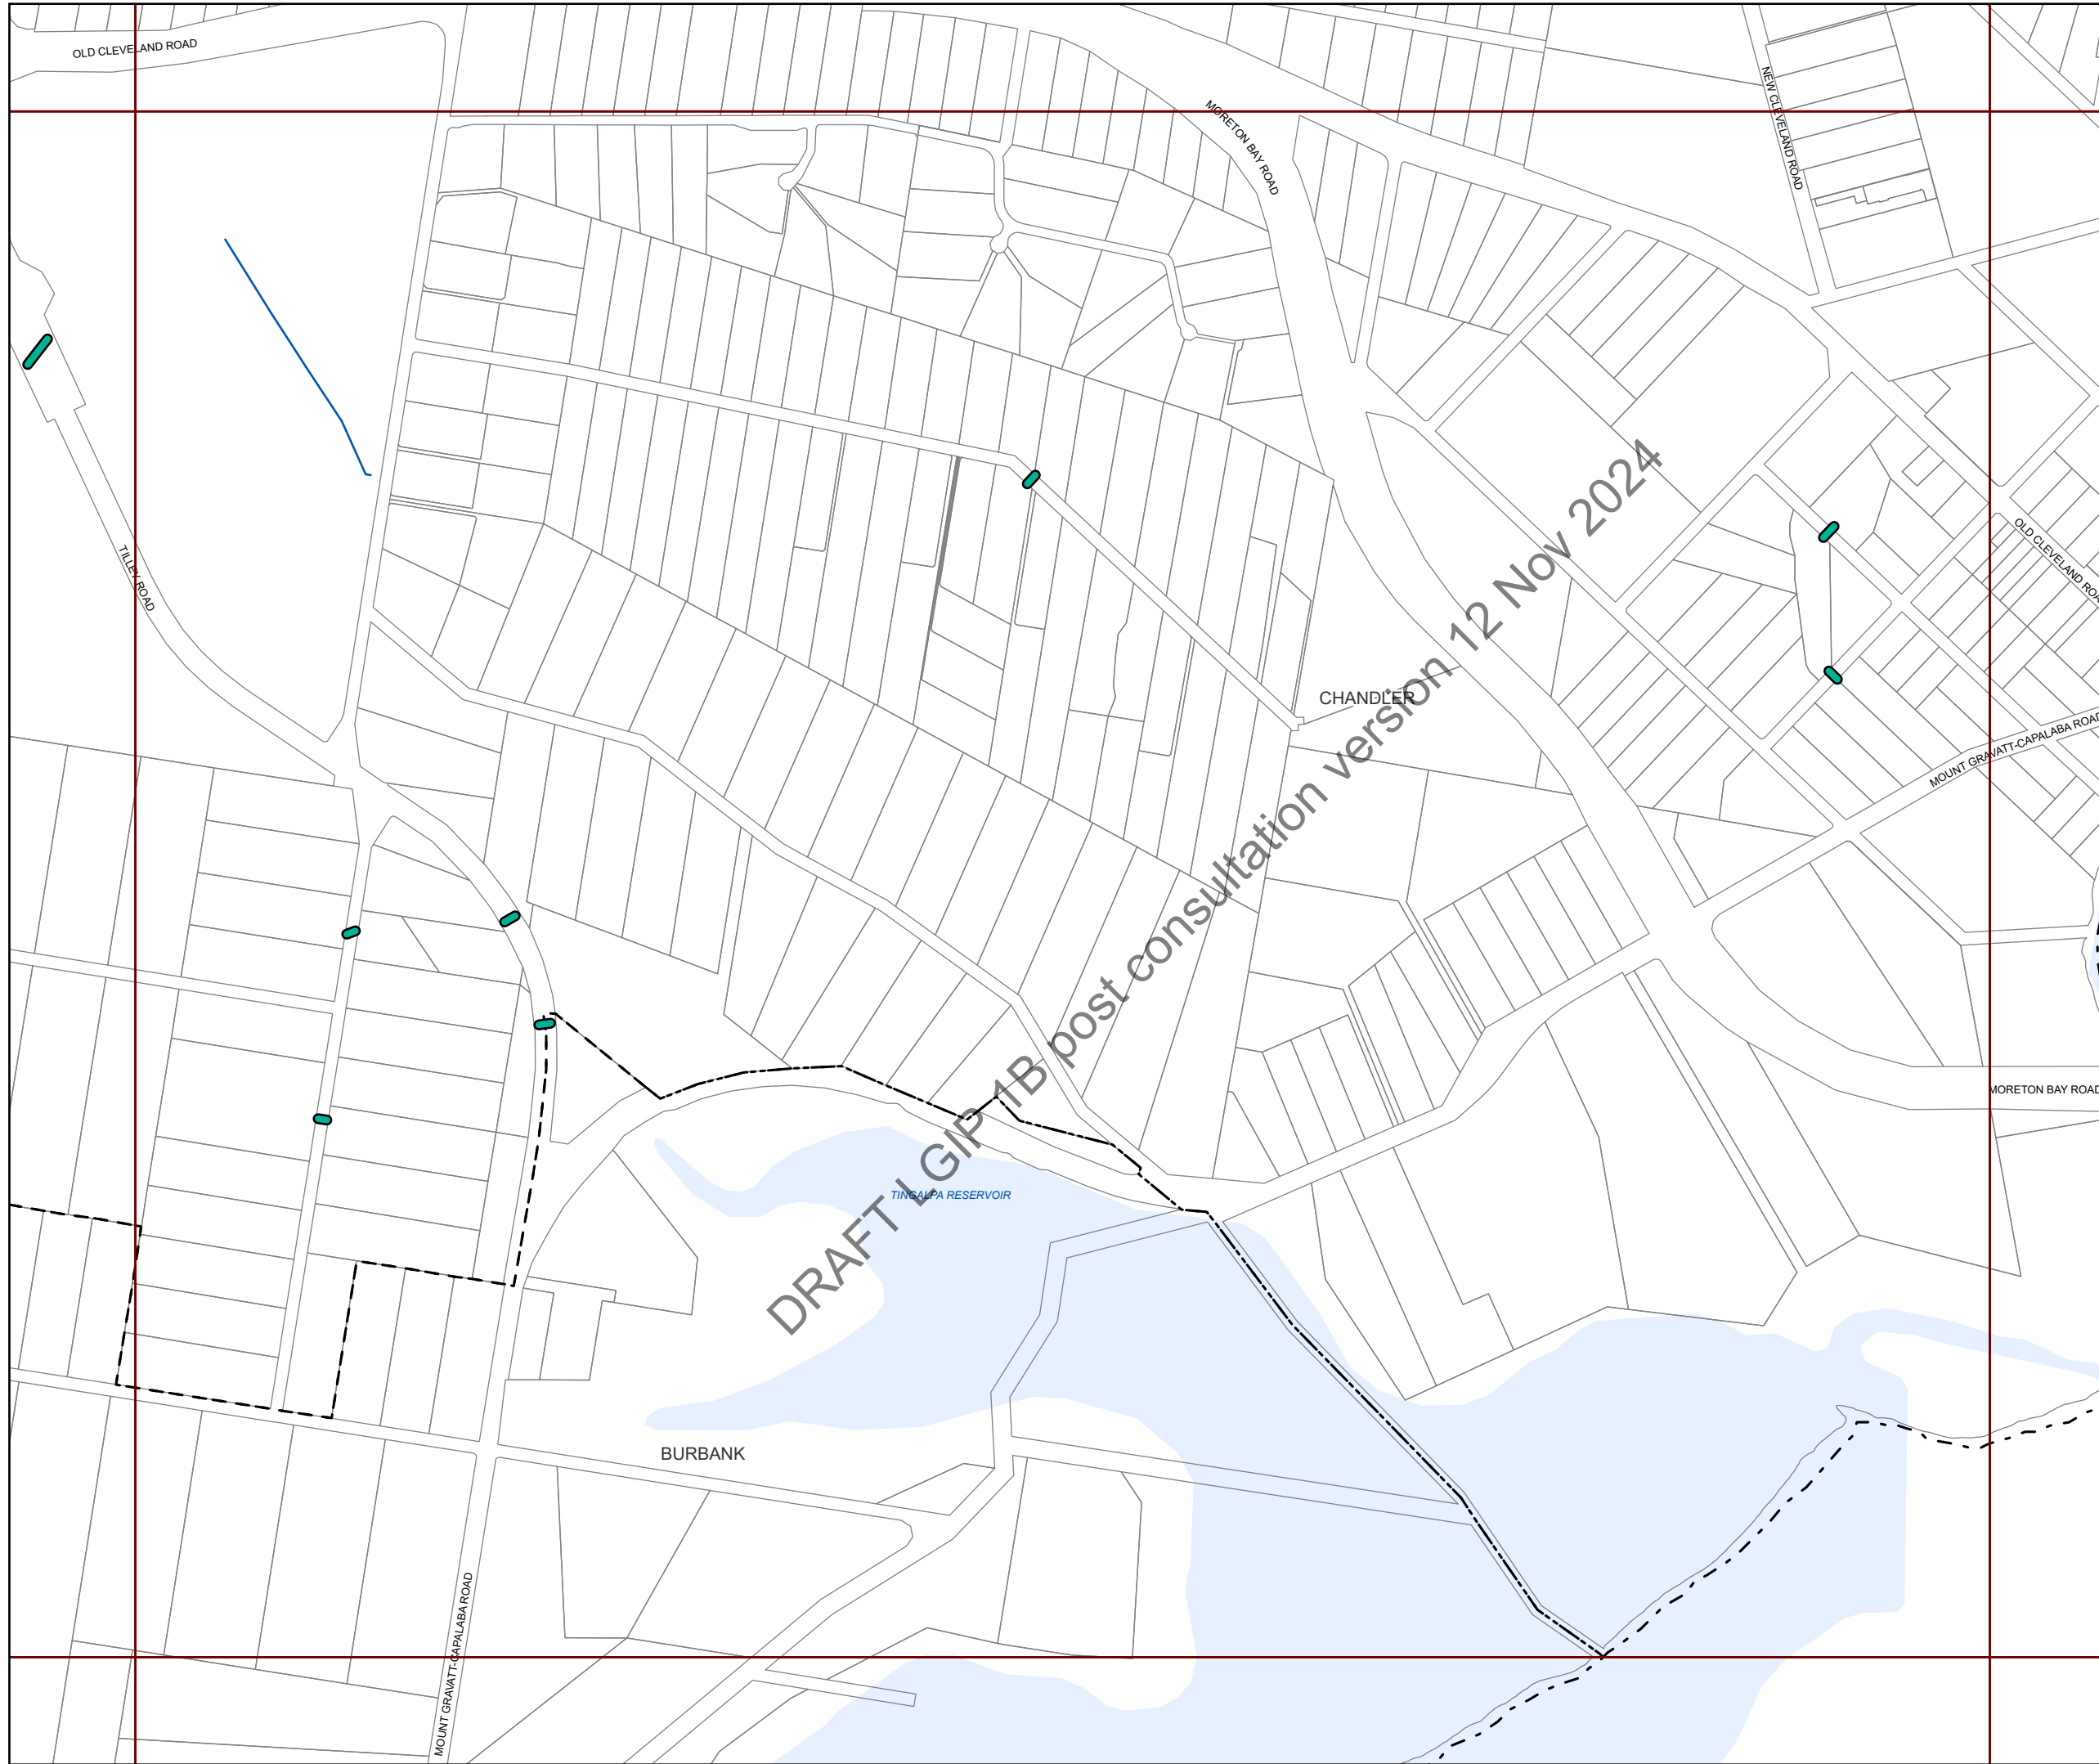 OLD CLEVELAND ROAD
MORETON BAY ROAD
NEW CLEVELAND ROAD
TILLEY ROAD
OLD CLEVELAND ROA
CHANDLER
MOUNT GRAVATT-CAPALABA ROAD
DRAFT LGIP 1B post consultation version 12 Nov 2024
MORETON BAY ROAD
TINGALPA RESERVOIR
BURBANK
MOUNT GRAVATT-CAPALABA ROAD